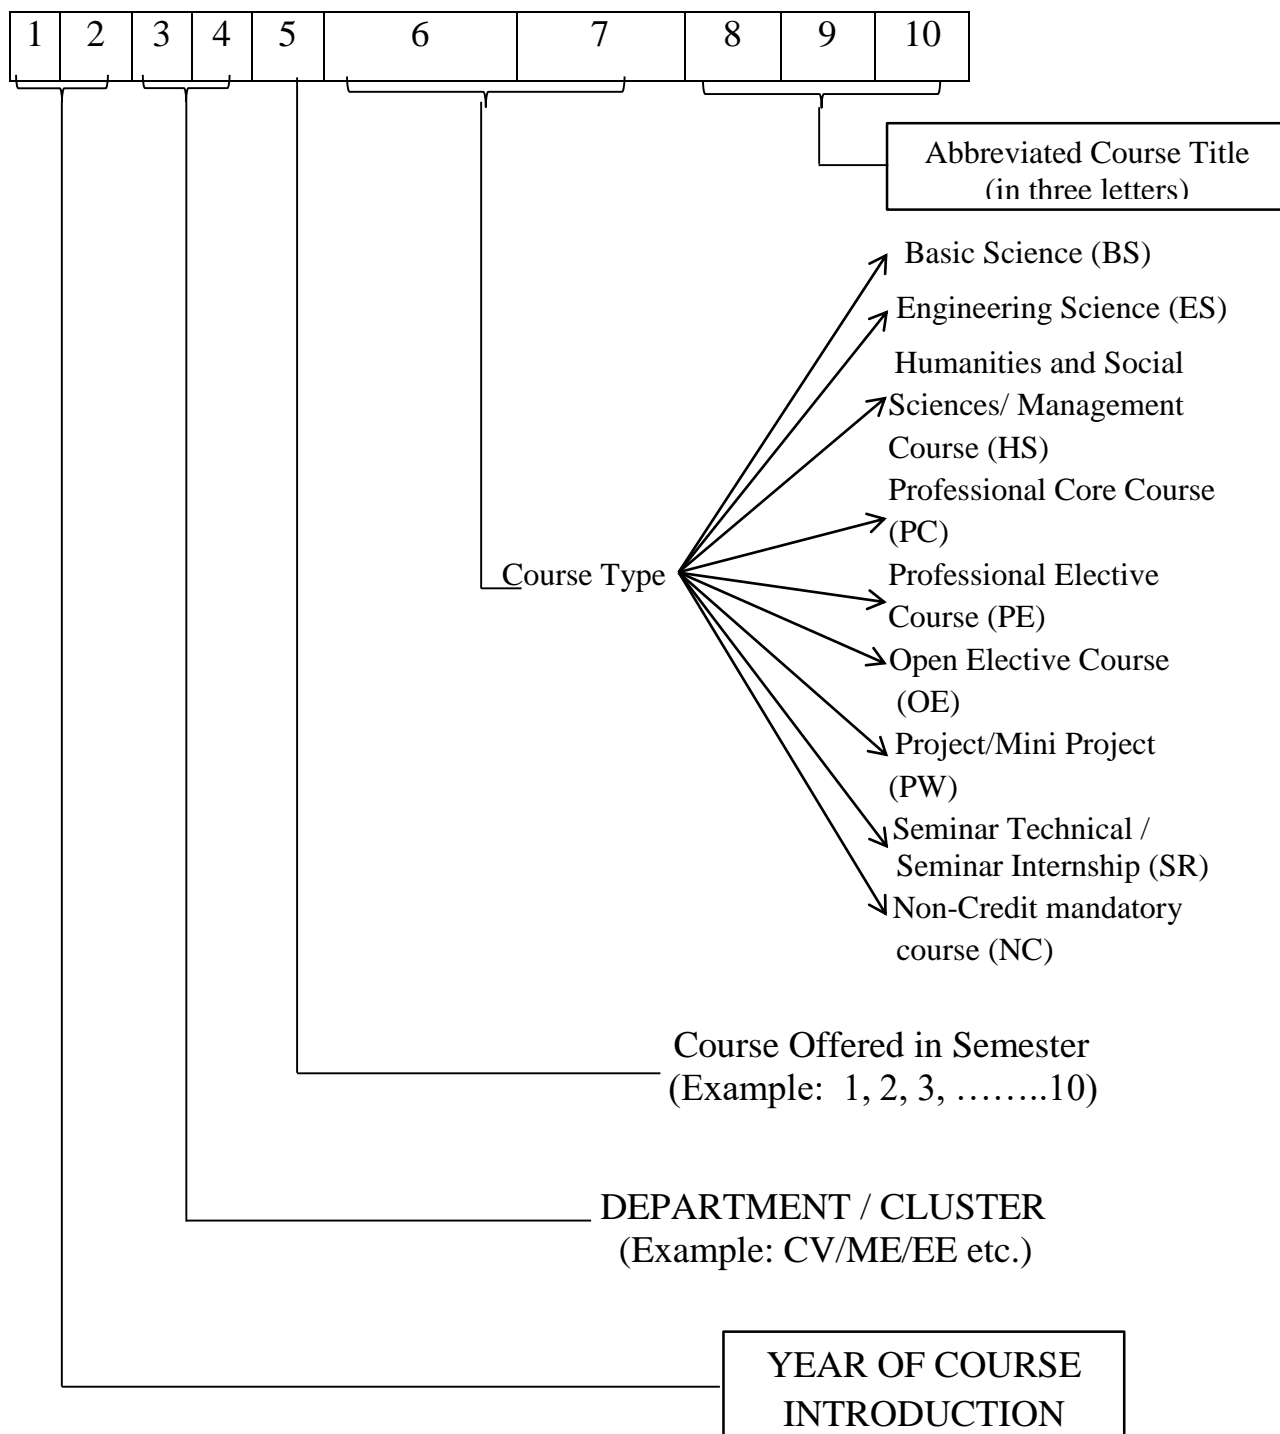 1 2 3 4 5 6 7 8 9 10
Abbreviated Course Title
(in three letters)
Basic Science (BS)
Engineering Science (ES)
Humanities and Social
Sciences/ Management
Course (HS)
Professional Core Course
(PC)
Course Type
Professional Elective
Course (PE)
Open Elective Course
(OE)
Project/Mini Project
(PW)
Seminar Technical /
Seminar Internship (SR)
Non-Credit mandatory
course (NC)
Course Offered in Semester
(Example:  1, 2, 3, ……..10)
DEPARTMENT / CLUSTER
(Example: CV/ME/EE etc.)
YEAR OF COURSE
INTRODUCTION